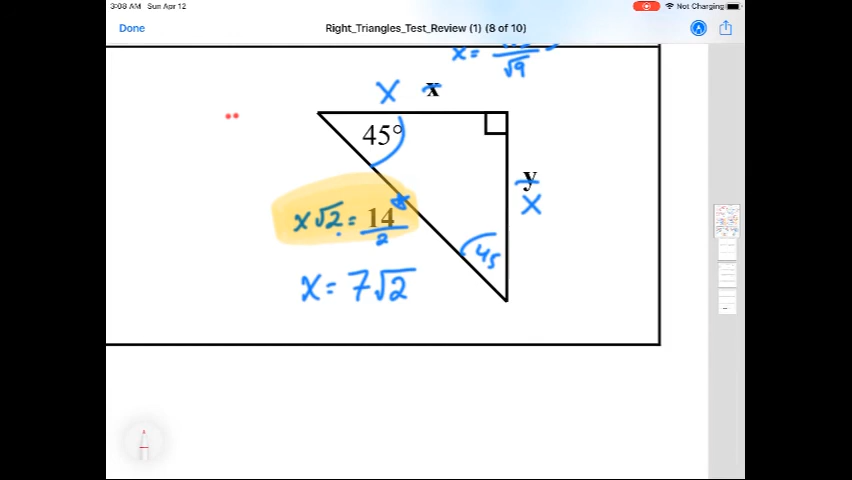 3:08 AM Sun Apr 12
Not Charging
Done
Right_Triangles_Test_Review (1) (8 of 10)
x = —/√9
X x
45°
y
X
x√2 = 14/2
45
x = 7√2